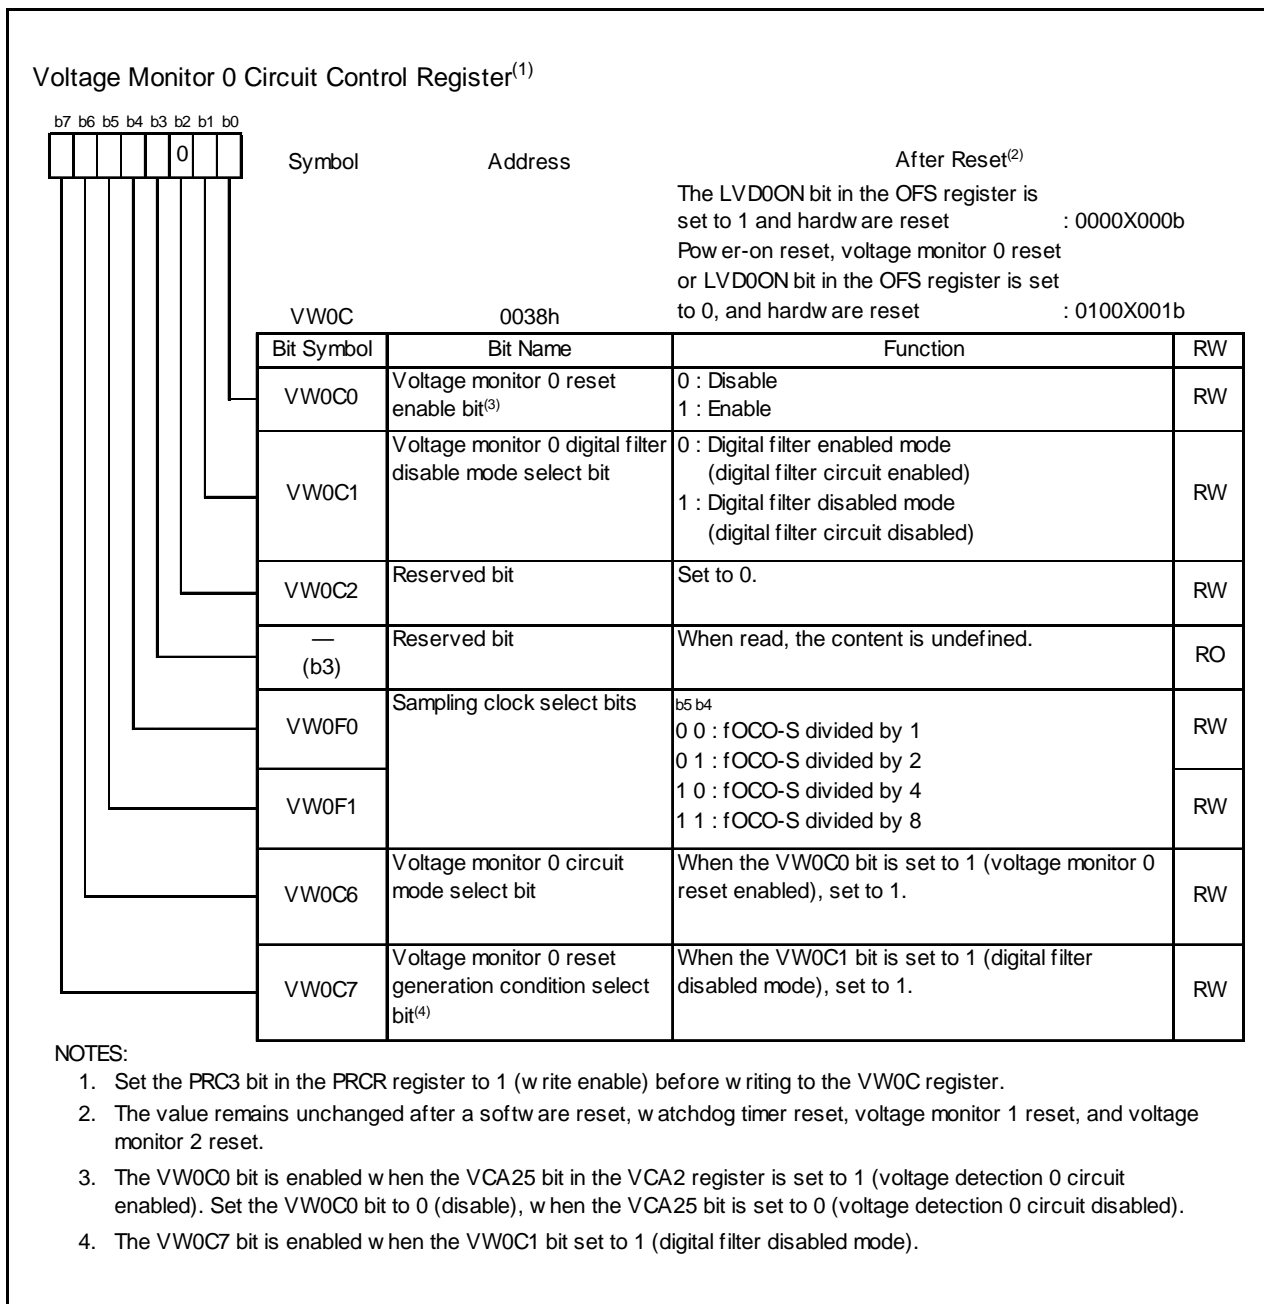 Voltage Monitor 0 Circuit Control Register(1)
b7 b6 b5 b4 b3 b2 b1 b0
0
Symbol Address After Reset(2)
The LVD0ON bit in the OFS register is
set to 1 and hardware reset : 0000X000b
Power-on reset, voltage monitor 0 reset
or LVD0ON bit in the OFS register is set
VW0C 0038h to 0, and hardware reset : 0100X001b
Bit Symbol Bit Name Function RW
VW0C0 Voltage monitor 0 reset
enable bit(3)
0 : Disable
1 : Enable
RW
VW0C1 Voltage monitor 0 digital filter
disable mode select bit
0 : Digital filter enabled mode
(digital filter circuit enabled)
1 : Digital filter disabled mode
(digital filter circuit disabled)
RW
VW0C2 Reserved bit Set to 0. RW
—
(b3)
Reserved bit When read, the content is undefined. RO
VW0F0 Sampling clock select bits
b5 b4
0 0 : fOCO-S divided by 1
0 1 : fOCO-S divided by 2
RW
VW0F1
1 0 : fOCO-S divided by 4
1 1 : fOCO-S divided by 8
RW
VW0C6 Voltage monitor 0 circuit
mode select bit
When the VW0C0 bit is set to 1 (voltage monitor 0
reset enabled), set to 1.
RW
VW0C7 Voltage monitor 0 reset
generation condition select
bit(4)
When the VW0C1 bit is set to 1 (digital filter
disabled mode), set to 1.
RW
NOTES:
1. Set the PRC3 bit in the PRCR register to 1 (write enable) before writing to the VW0C register.
2. The value remains unchanged after a software reset, watchdog timer reset, voltage monitor 1 reset, and voltage
monitor 2 reset.
3. The VW0C0 bit is enabled when the VCA25 bit in the VCA2 register is set to 1 (voltage detection 0 circuit
enabled). Set the VW0C0 bit to 0 (disable), when the VCA25 bit is set to 0 (voltage detection 0 circuit disabled).
4. The VW0C7 bit is enabled when the VW0C1 bit set to 1 (digital filter disabled mode).